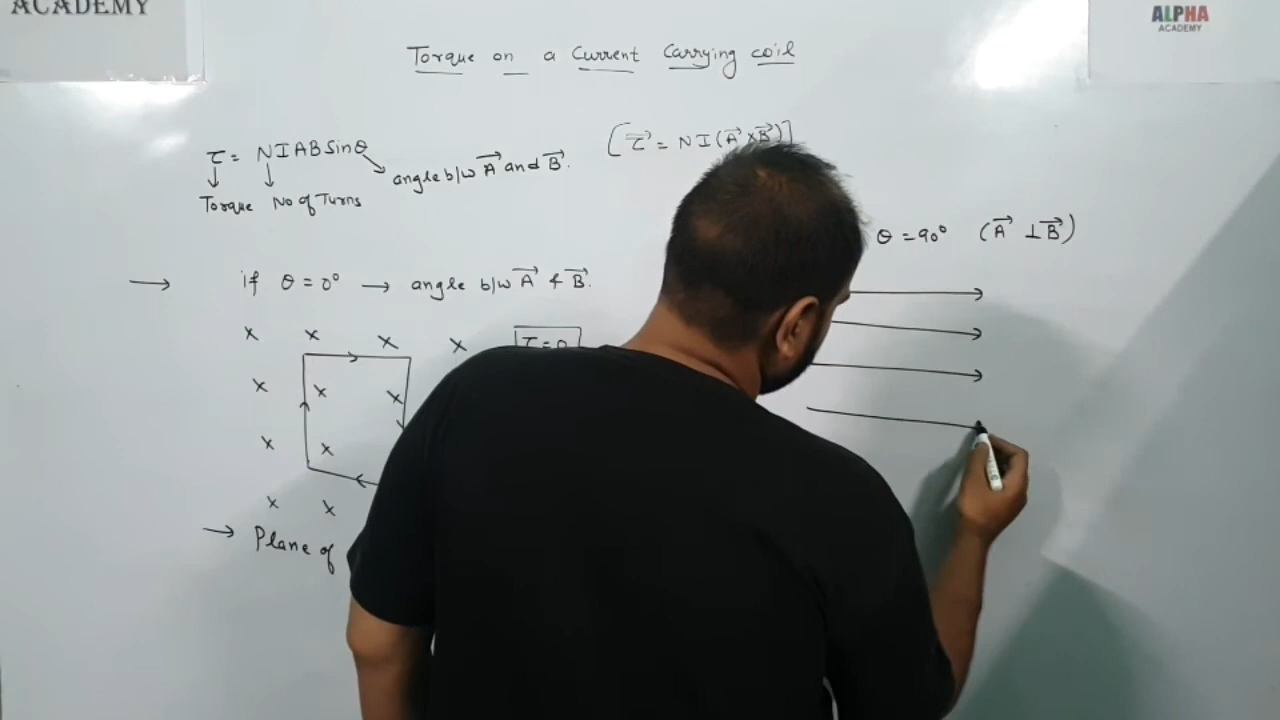 ACADEMY
ALPHA
ACADEMY
Torque on a Current Carrying coil
τ = NIABSinθ
angle b/w A⃗ and B⃗.
[τ⃗ = NI(A⃗ × B⃗)]
Torque No of Turns
θ = 90° (A⃗ ⊥ B⃗)
→ if θ = 0° → angle b/w A⃗ & B⃗.
x x x x
τ = 0
x x x
x x
x x
→ Plane of